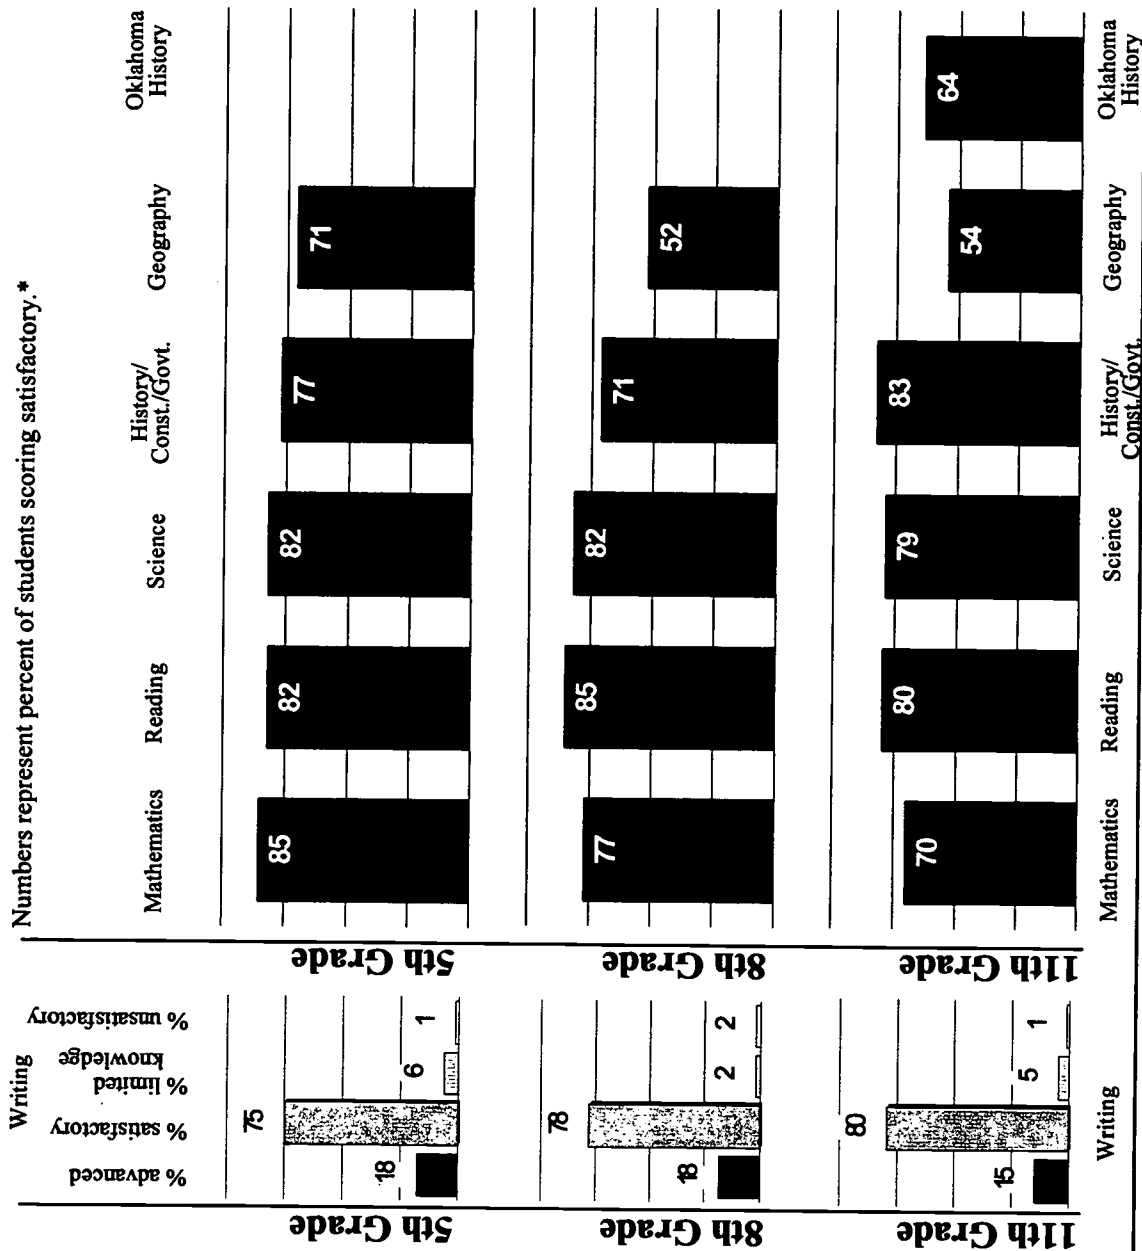 Numbers represent percent of students scoring satisfactory.*
Writing
% advanced
% satisfactory
% limited
knowledge
% unsatisfactory
Mathematics
Reading
Science
History/
Const./Govt.
Geography
Oklahoma
History
5th Grade
18
75
6
1
5th Grade
85
82
82
77
71
8th Grade
18
78
2
2
8th Grade
77
85
82
71
52
11th Grade
15
80
5
1
11th Grade
70
80
79
83
54
64
Writing
Mathematics
Reading
Science
History/
Const./Govt.
Geography
Oklahoma
History